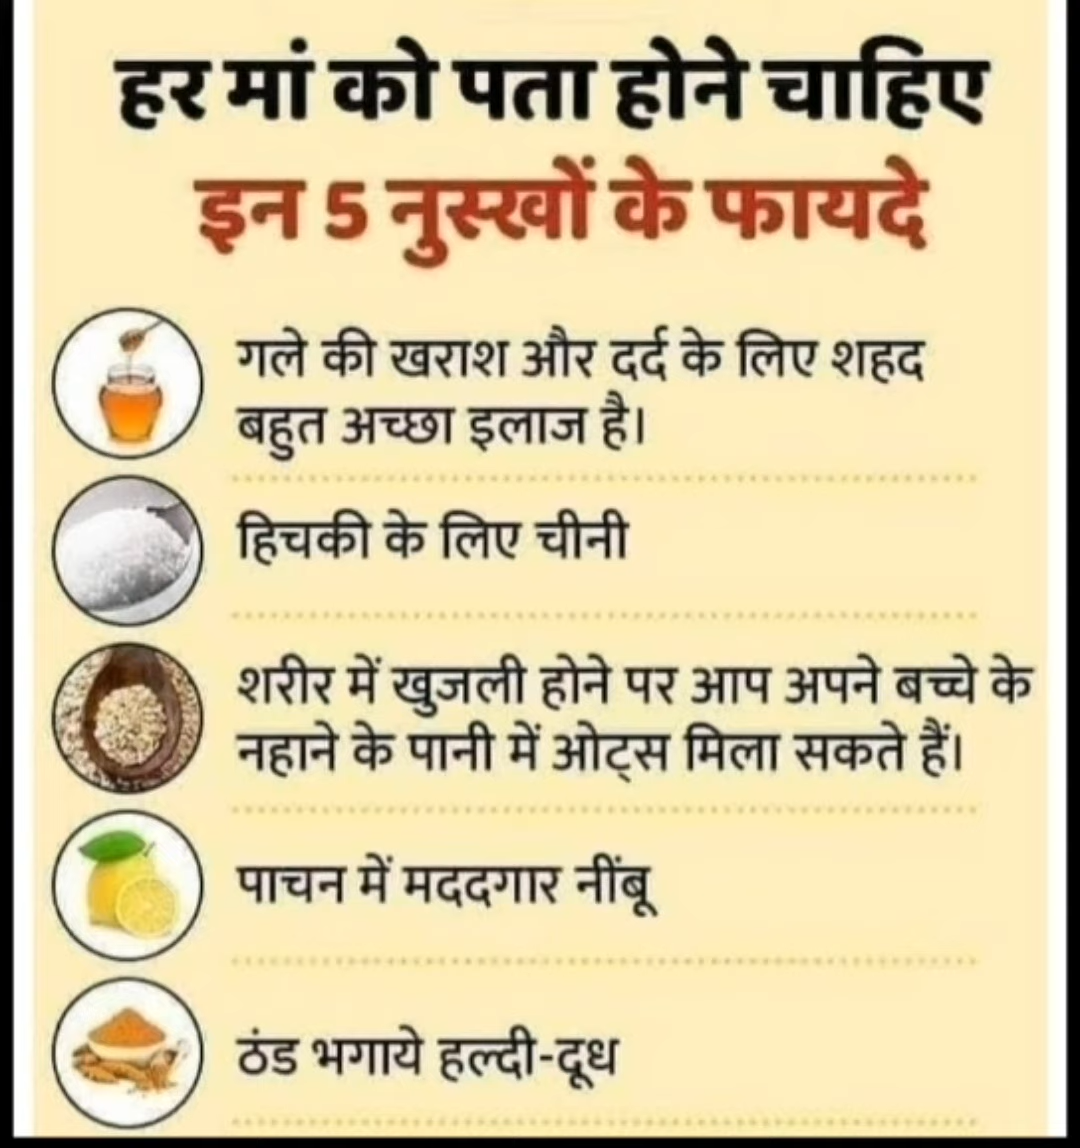 हर मां को पता होने चाहिए
इन 5 नुस्खों के फायदे
गले की खराश और दर्द के लिए शहद
बहुत अच्छा इलाज है।
हिचकी के लिए चीनी
शरीर में खुजली होने पर आप अपने बच्चे के
नहाने के पानी में ओट्स मिला सकते हैं।
पाचन में मददगार नींबू
ठंड भगाये हल्दी-दूध